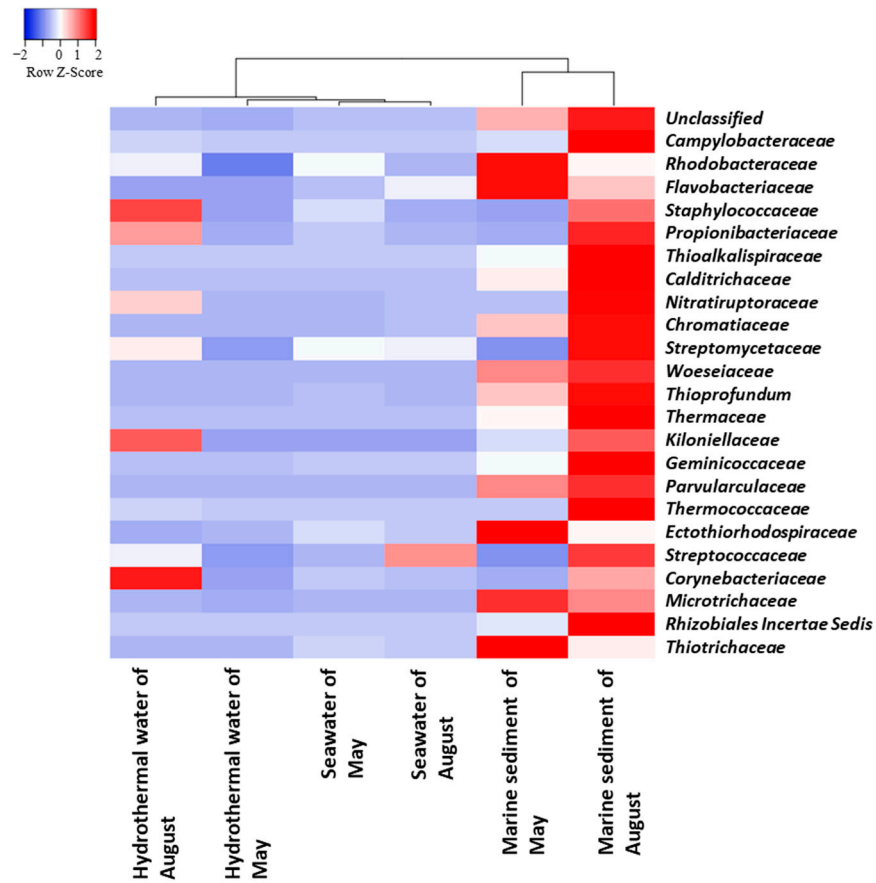 −2 0 1 2
Row Z-Score
Unclassified
Campylobacteraceae
Rhodobacteraceae
Flavobacteriaceae
Staphylococcaceae
Propionibacteriaceae
Thioalkalispiraceae
Calditrichaceae
Nitratiruptoraceae
Chromatiaceae
Streptomycetaceae
Woeseiaceae
Thioprofundum
Thermaceae
Kiloniellaceae
Geminicoccaceae
Parvularculaceae
Thermococcaceae
Ectothiorhodospiraceae
Streptococcaceae
Corynebacteriaceae
Microtrichaceae
Rhizobiales Incertae Sedis
Thiotrichaceae
Hydrothermal water of
August
Hydrothermal water of
May
Seawater of
May
Seawater of
August
Marine sediment of
May
Marine sediment of
August